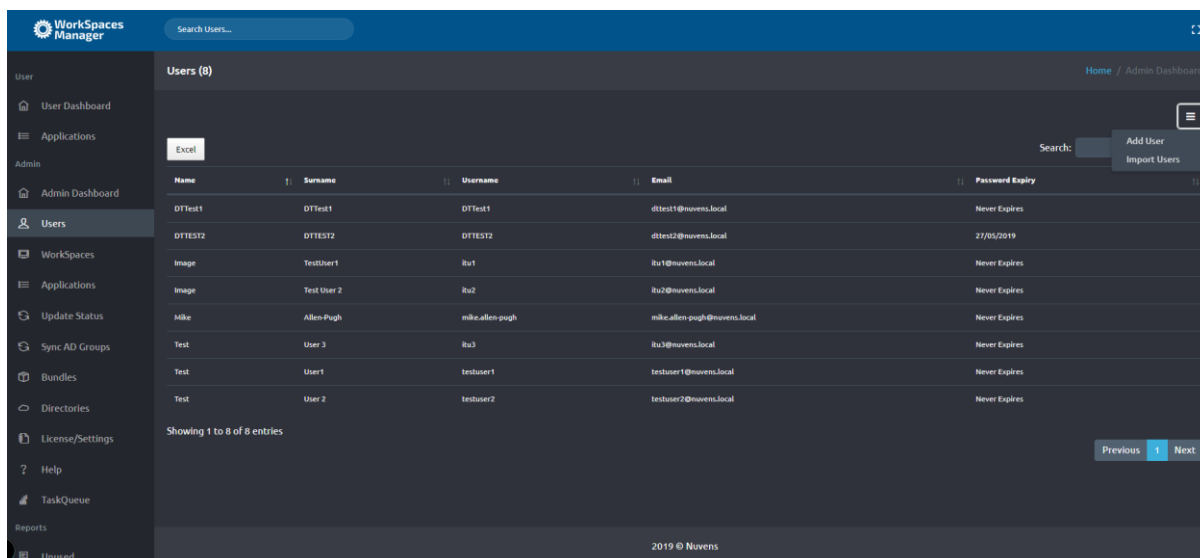 WorkSpaces
Manager
Search Users...
User
User Dashboard
Applications
Admin
Admin Dashboard
Users
WorkSpaces
Applications
Update Status
Sync AD Groups
Bundles
Directories
License/Settings
Help
TaskQueue
Reports
Unused
Users (8)
Home / Admin Dashboard
Add User
Import Users
Excel
Search:
Name Surname Username Email Password Expiry
DTTest1 DTTest1 DTTest1 dttest1@nuvens.local Never Expires
DTTEST2 DTTEST2 DTTEST2 dttest2@nuvens.local 27/05/2019
Image TestUser1 itu1 itu1@nuvens.local Never Expires
Image Test User 2 itu2 itu2@nuvens.local Never Expires
Mike Allen-Pugh mike.allen-pugh mike.allen-pugh@nuvens.local Never Expires
Test User 3 itu3 itu3@nuvens.local Never Expires
Test User1 testuser1 testuser1@nuvens.local Never Expires
Test User 2 testuser2 testuser2@nuvens.local Never Expires
Showing 1 to 8 of 8 entries
Previous 1 Next
2019 © Nuvens